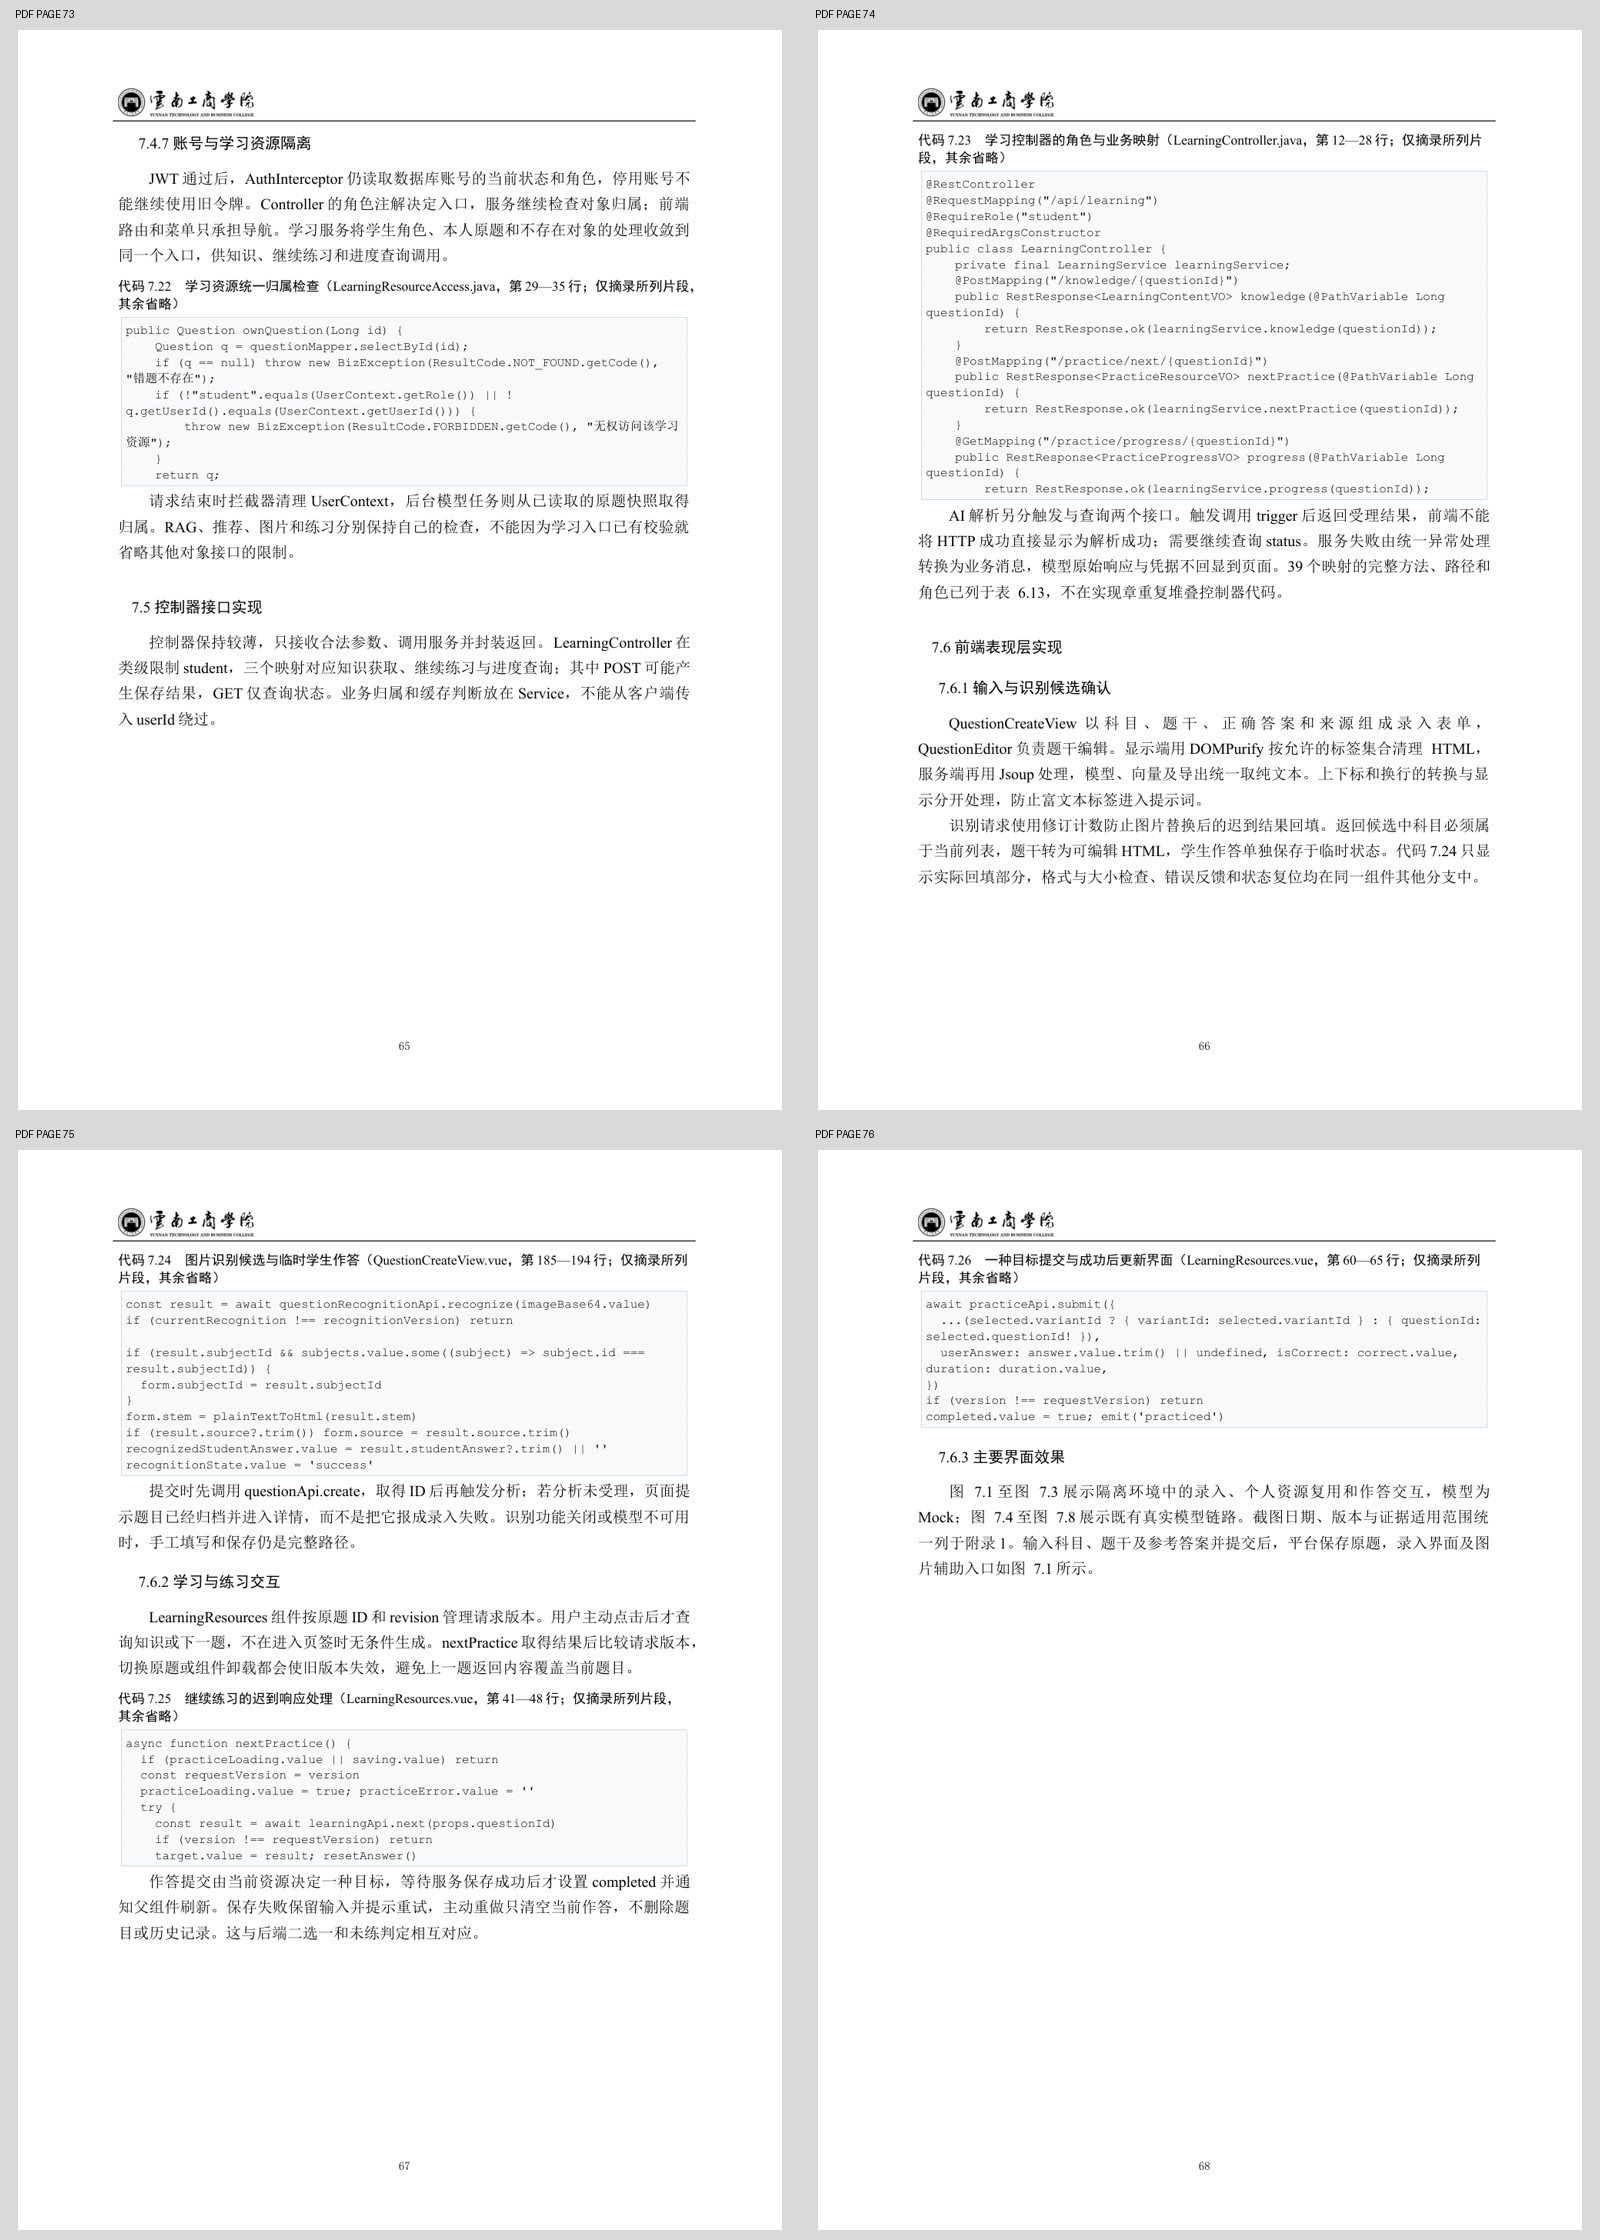 PDF PAGE 73
雲南工商學院
YUNNAN TECHNOLOGY AND BUSINESS COLLEGE
7.4.7 账号与学习资源隔离
JWT 通过后，AuthInterceptor 仍读取数据库账号的当前状态和角色，停用账号不
能继续使用旧令牌。Controller 的角色注解决定入口，服务继续检查对象归属；前端
路由和菜单只承担导航。学习服务将学生角色、本人原题和不存在对象的处理收敛到
同一个入口，供知识、继续练习和进度查询调用。
代码 7.22 学习资源统一归属检查（LearningResourceAccess.java，第 29—35 行；仅摘录所列片段，
其余省略）
public Question ownQuestion(Long id) {
    Question q = questionMapper.selectById(id);
    if (q == null) throw new BizException(ResultCode.NOT_FOUND.getCode(),
"错题不存在");
    if (!"student".equals(UserContext.getRole()) || !
q.getUserId().equals(UserContext.getUserId())) {
        throw new BizException(ResultCode.FORBIDDEN.getCode(), "无权访问该学习
资源");
    }
    return q;
请求结束时拦截器清理 UserContext，后台模型任务则从已读取的原题快照取得
归属。RAG、推荐、图片和练习分别保持自己的检查，不能因为学习入口已有校验就
省略其他对象接口的限制。
7.5 控制器接口实现
控制器保持较薄，只接收合法参数、调用服务并封装返回。LearningController 在
类级限制 student，三个映射对应知识获取、继续练习与进度查询；其中 POST 可能产
生保存结果，GET 仅查询状态。业务归属和缓存判断放在 Service，不能从客户端传
入 userId 绕过。
65
PDF PAGE 74
雲南工商學院
YUNNAN TECHNOLOGY AND BUSINESS COLLEGE
代码 7.23 学习控制器的角色与业务映射（LearningController.java，第 12—28 行；仅摘录所列片
段，其余省略）
@RestController
@RequestMapping("/api/learning")
@RequireRole("student")
@RequiredArgsConstructor
public class LearningController {
    private final LearningService learningService;
    @PostMapping("/knowledge/{questionId}")
    public RestResponse<LearningContentVO> knowledge(@PathVariable Long
questionId) {
        return RestResponse.ok(learningService.knowledge(questionId));
    }
    @PostMapping("/practice/next/{questionId}")
    public RestResponse<PracticeResourceVO> nextPractice(@PathVariable Long
questionId) {
        return RestResponse.ok(learningService.nextPractice(questionId));
    }
    @GetMapping("/practice/progress/{questionId}")
    public RestResponse<PracticeProgressVO> progress(@PathVariable Long
questionId) {
        return RestResponse.ok(learningService.progress(questionId));
AI 解析另分触发与查询两个接口。触发调用 trigger 后返回受理结果，前端不能
将 HTTP 成功直接显示为解析成功；需要继续查询 status。服务失败由统一异常处理
转换为业务消息，模型原始响应与凭据不回显到页面。39 个映射的完整方法、路径和
角色已列于表 6.13，不在实现章重复堆叠控制器代码。
7.6 前端表现层实现
7.6.1 输入与识别候选确认
QuestionCreateView 以科目、题干、正确答案和来源组成录入表单，
QuestionEditor 负责题干编辑。显示端用 DOMPurify 按允许的标签集合清理 HTML，
服务端再用 Jsoup 处理，模型、向量及导出统一取纯文本。上下标和换行的转换与显
示分开处理，防止富文本标签进入提示词。
识别请求使用修订计数防止图片替换后的迟到结果回填。返回候选中科目必须属
于当前列表，题干转为可编辑 HTML，学生作答单独保存于临时状态。代码 7.24 只显
示实际回填部分，格式与大小检查、错误反馈和状态复位均在同一组件其他分支中。
66
PDF PAGE 75
雲南工商學院
YUNNAN TECHNOLOGY AND BUSINESS COLLEGE
代码 7.24 图片识别候选与临时学生作答（QuestionCreateView.vue，第 185—194 行；仅摘录所列
片段，其余省略）
const result = await questionRecognitionApi.recognize(imageBase64.value)
if (currentRecognition !== recognitionVersion) return
if (result.subjectId && subjects.value.some((subject) => subject.id ===
result.subjectId)) {
  form.subjectId = result.subjectId
}
form.stem = plainTextToHtml(result.stem)
if (result.source?.trim()) form.source = result.source.trim()
recognizedStudentAnswer.value = result.studentAnswer?.trim() || ''
recognitionState.value = 'success'
提交时先调用 questionApi.create，取得 ID 后再触发分析；若分析未受理，页面提
示题目已经归档并进入详情，而不是把它报成录入失败。识别功能关闭或模型不可用
时，手工填写和保存仍是完整路径。
7.6.2 学习与练习交互
LearningResources 组件按原题 ID 和 revision 管理请求版本。用户主动点击后才查
询知识或下一题，不在进入页签时无条件生成。nextPractice 取得结果后比较请求版本，
切换原题或组件卸载都会使旧版本失效，避免上一题返回内容覆盖当前题目。
代码 7.25 继续练习的迟到响应处理（LearningResources.vue，第 41—48 行；仅摘录所列片段，
其余省略）
async function nextPractice() {
  if (practiceLoading.value || saving.value) return
  const requestVersion = version
  practiceLoading.value = true; practiceError.value = ''
  try {
    const result = await learningApi.next(props.questionId)
    if (version !== requestVersion) return
    target.value = result; resetAnswer()
作答提交由当前资源决定一种目标，等待服务保存成功后才设置 completed 并通
知父组件刷新。保存失败保留输入并提示重试，主动重做只清空当前作答，不删除题
目或历史记录。这与后端二选一和未练判定相互对应。
67
PDF PAGE 76
雲南工商學院
YUNNAN TECHNOLOGY AND BUSINESS COLLEGE
代码 7.26 一种目标提交与成功后更新界面（LearningResources.vue，第 60—65 行；仅摘录所列
片段，其余省略）
await practiceApi.submit({
  ...(selected.variantId ? { variantId: selected.variantId } : { questionId:
selected.questionId! }),
  userAnswer: answer.value.trim() || undefined, isCorrect: correct.value,
duration: duration.value,
})
if (version !== requestVersion) return
completed.value = true; emit('practiced')
7.6.3 主要界面效果
图 7.1 至图 7.3 展示隔离环境中的录入、个人资源复用和作答交互，模型为
Mock；图 7.4 至图 7.8 展示既有真实模型链路。截图日期、版本与证据适用范围统
一列于附录 1。输入科目、题干及参考答案并提交后，平台保存原题，录入界面及图
片辅助入口如图 7.1 所示。
68